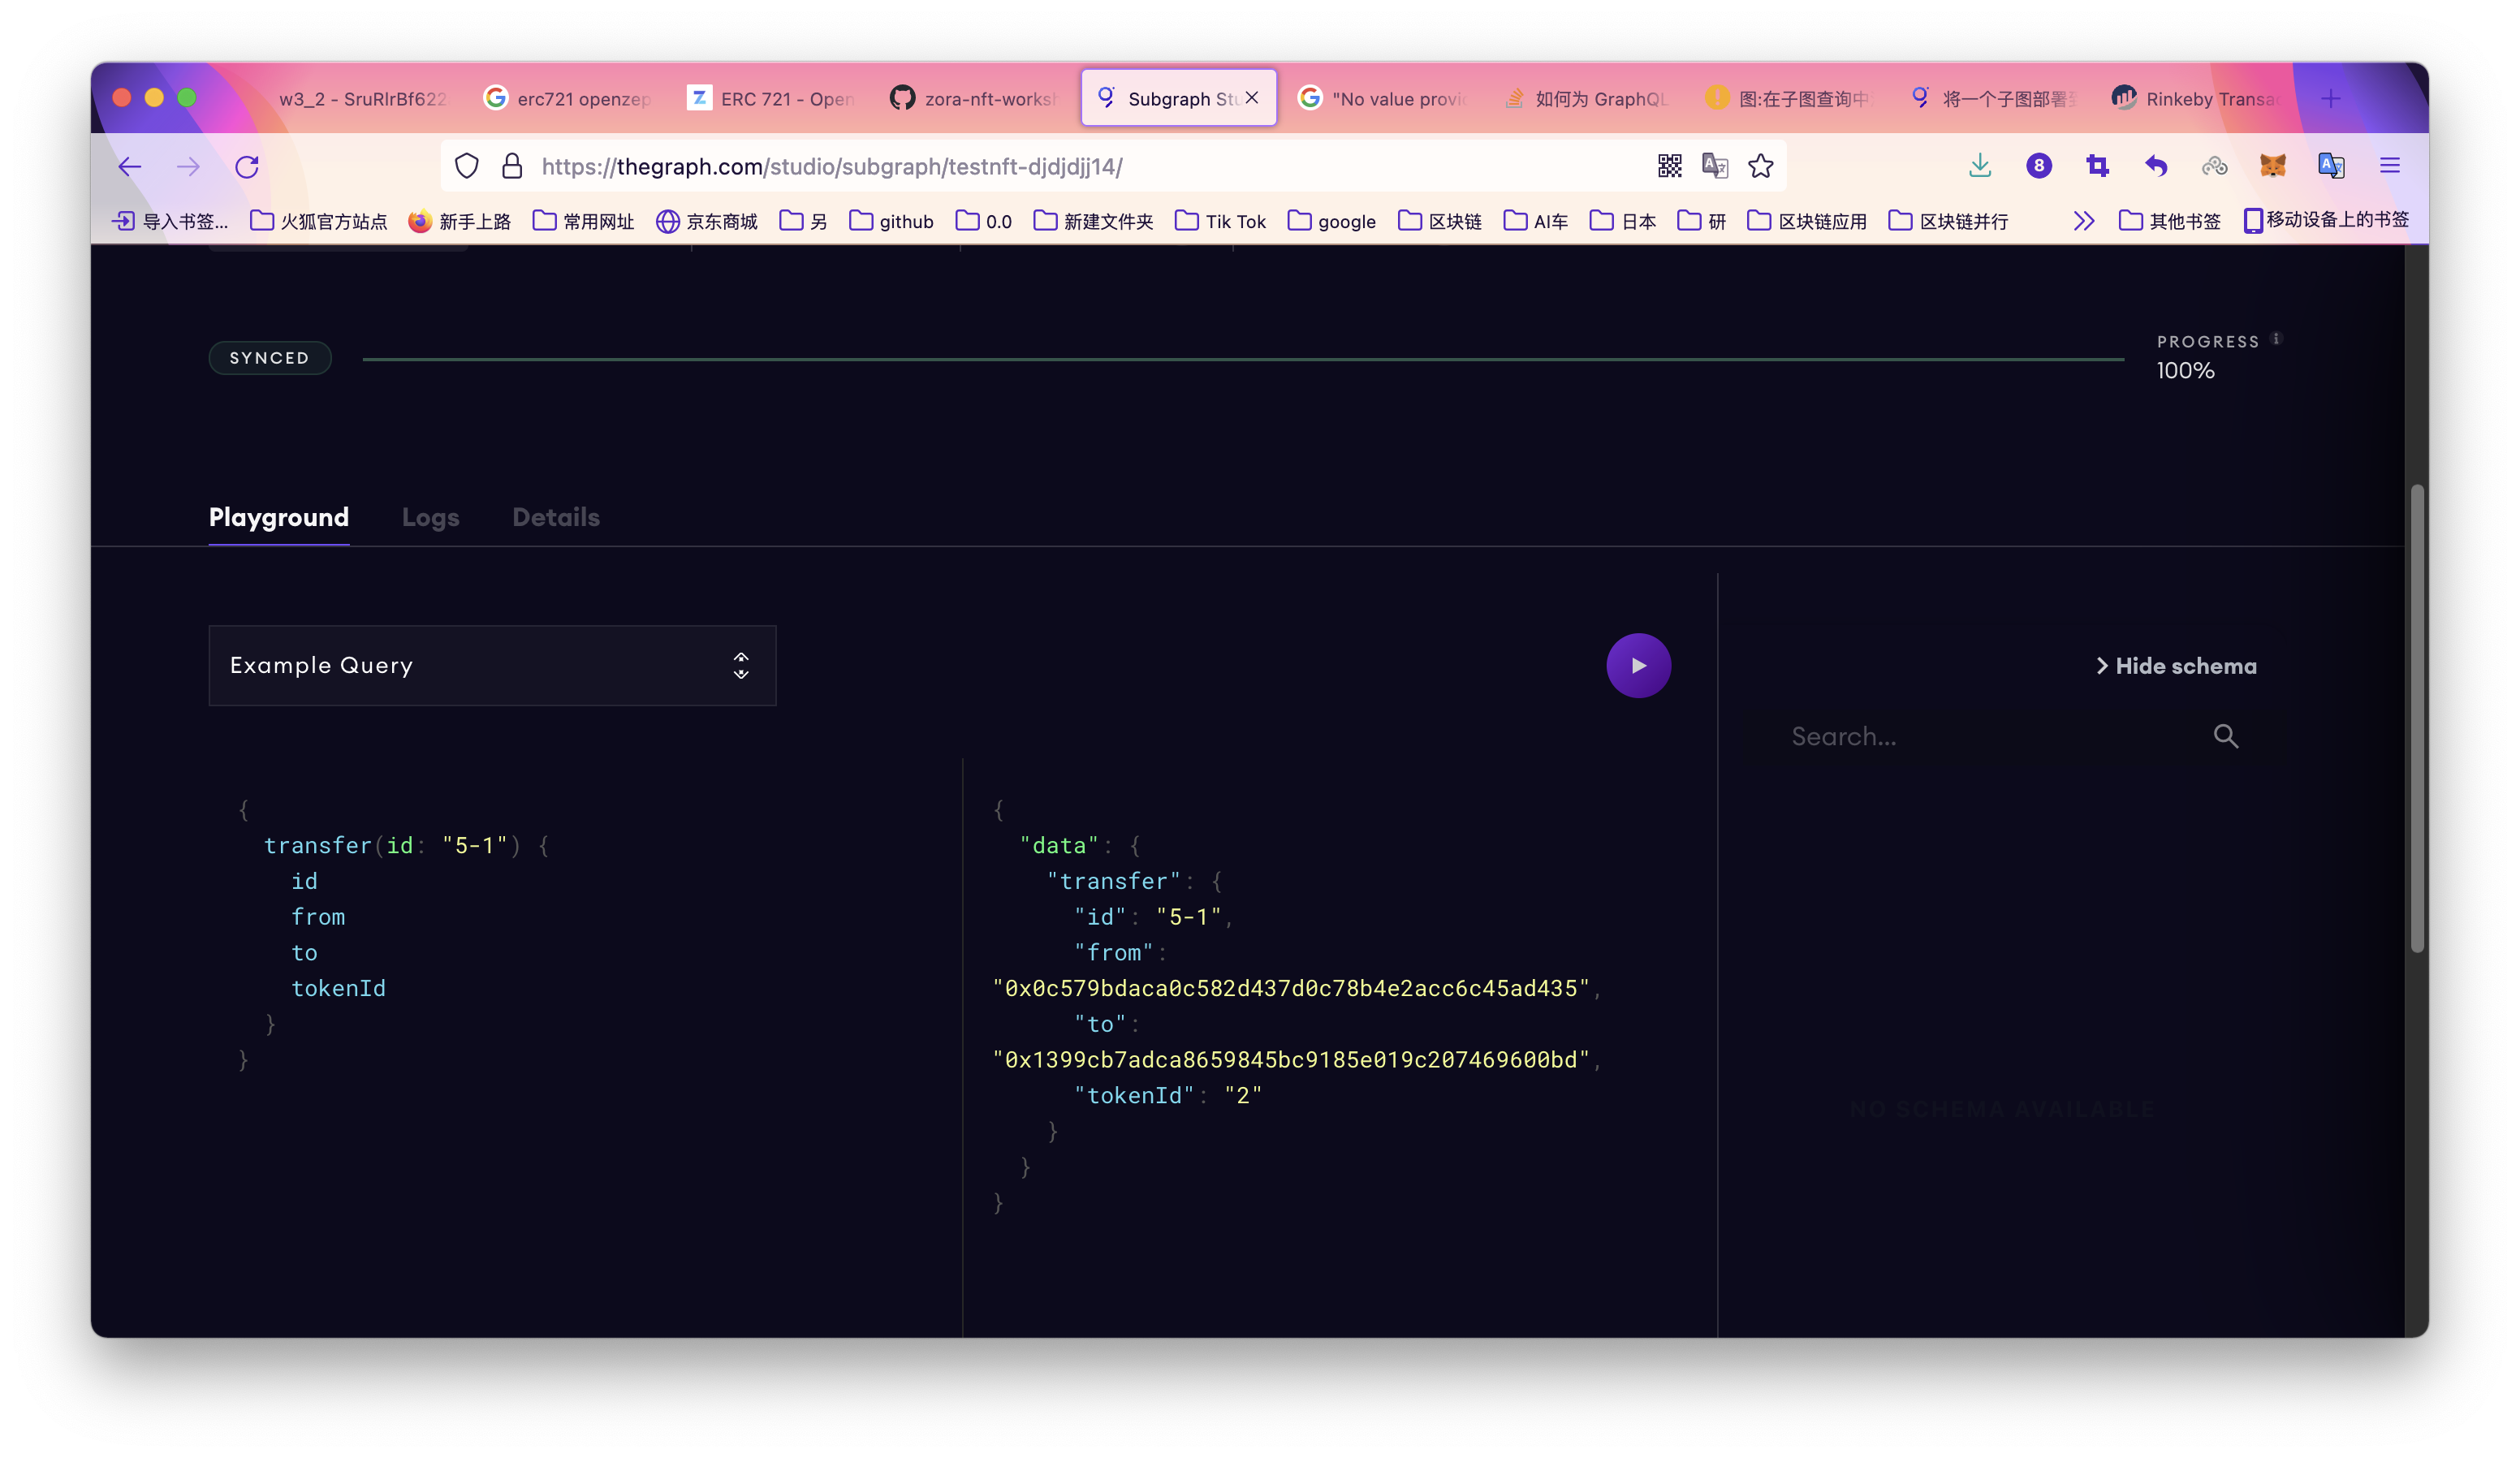 w3_2 - SruRIrBf622
erc721 openzep
ERC 721 - Open
zora-nft-worksh
Subgraph Stu
"No value provi
如何为 GraphQL
图:在子图查询中
将一个子图部署到
Rinkeby Transac
https://thegraph.com/studio/subgraph/testnft-djdjdjj14/
8
导入书签...
火狐官方站点
新手上路
常用网址
京东商城
另
github
0.0
新建文件夹
Tik Tok
google
区块链
AI车
日本
研
区块链应用
区块链并行
其他书签
移动设备上的书签
SYNCED
PROGRESS
100%
Playground
Logs
Details
Example Query
Hide schema
Search...
{
transfer(id: "5-1") {
id
from
to
tokenId
}
}
{
"data": {
"transfer": {
"id": "5-1",
"from":
"0x0c579bdaca0c582d437d0c78b4e2acc6c45ad435",
"to":
"0x1399cb7adca8659845bc9185e019c207469600bd",
"tokenId": "2"
}
}
}
NO SCHEMA AVAILABLE